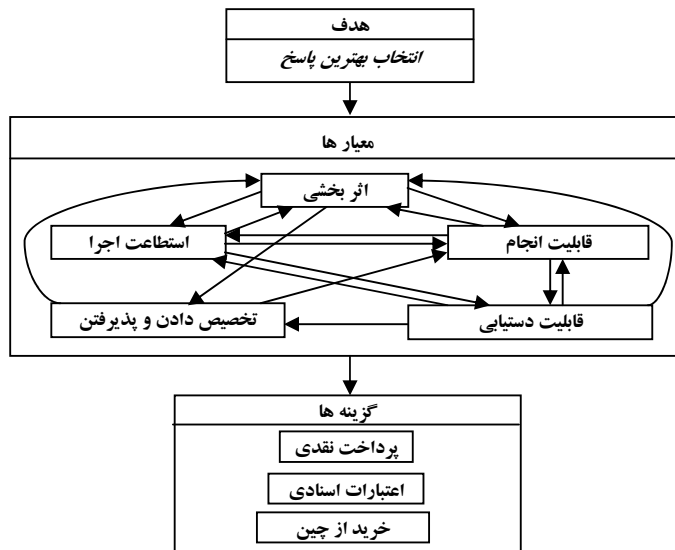 هدف
انتخاب بهترین پاسخ
معیار ها
اثر بخشی
قابلیت انجام
استطاعت اجرا
قابلیت دستیابی
تخصیص دادن و پذیرفتن
گزینه ها
پرداخت نقدی
اعتبارات اسنادی
خرید از چین